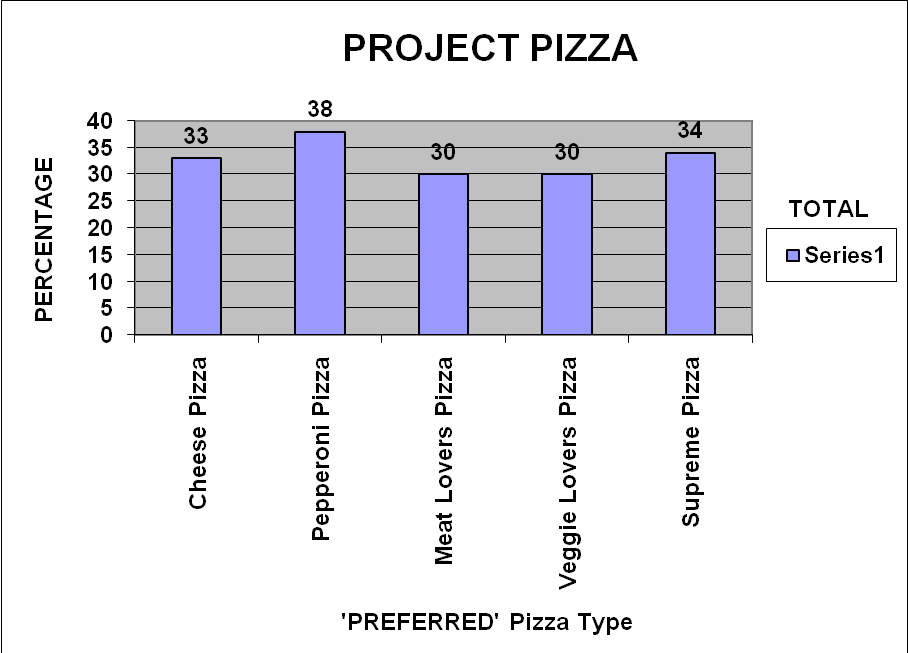 PROJECT PIZZA
PERCENTAGE
40
35
30
25
20
15
10
5
0
33
38
30
30
34
Cheese Pizza
Pepperoni Pizza
Meat Lovers Pizza
Veggie Lovers Pizza
Supreme Pizza
'PREFERRED' Pizza Type
TOTAL
Series1